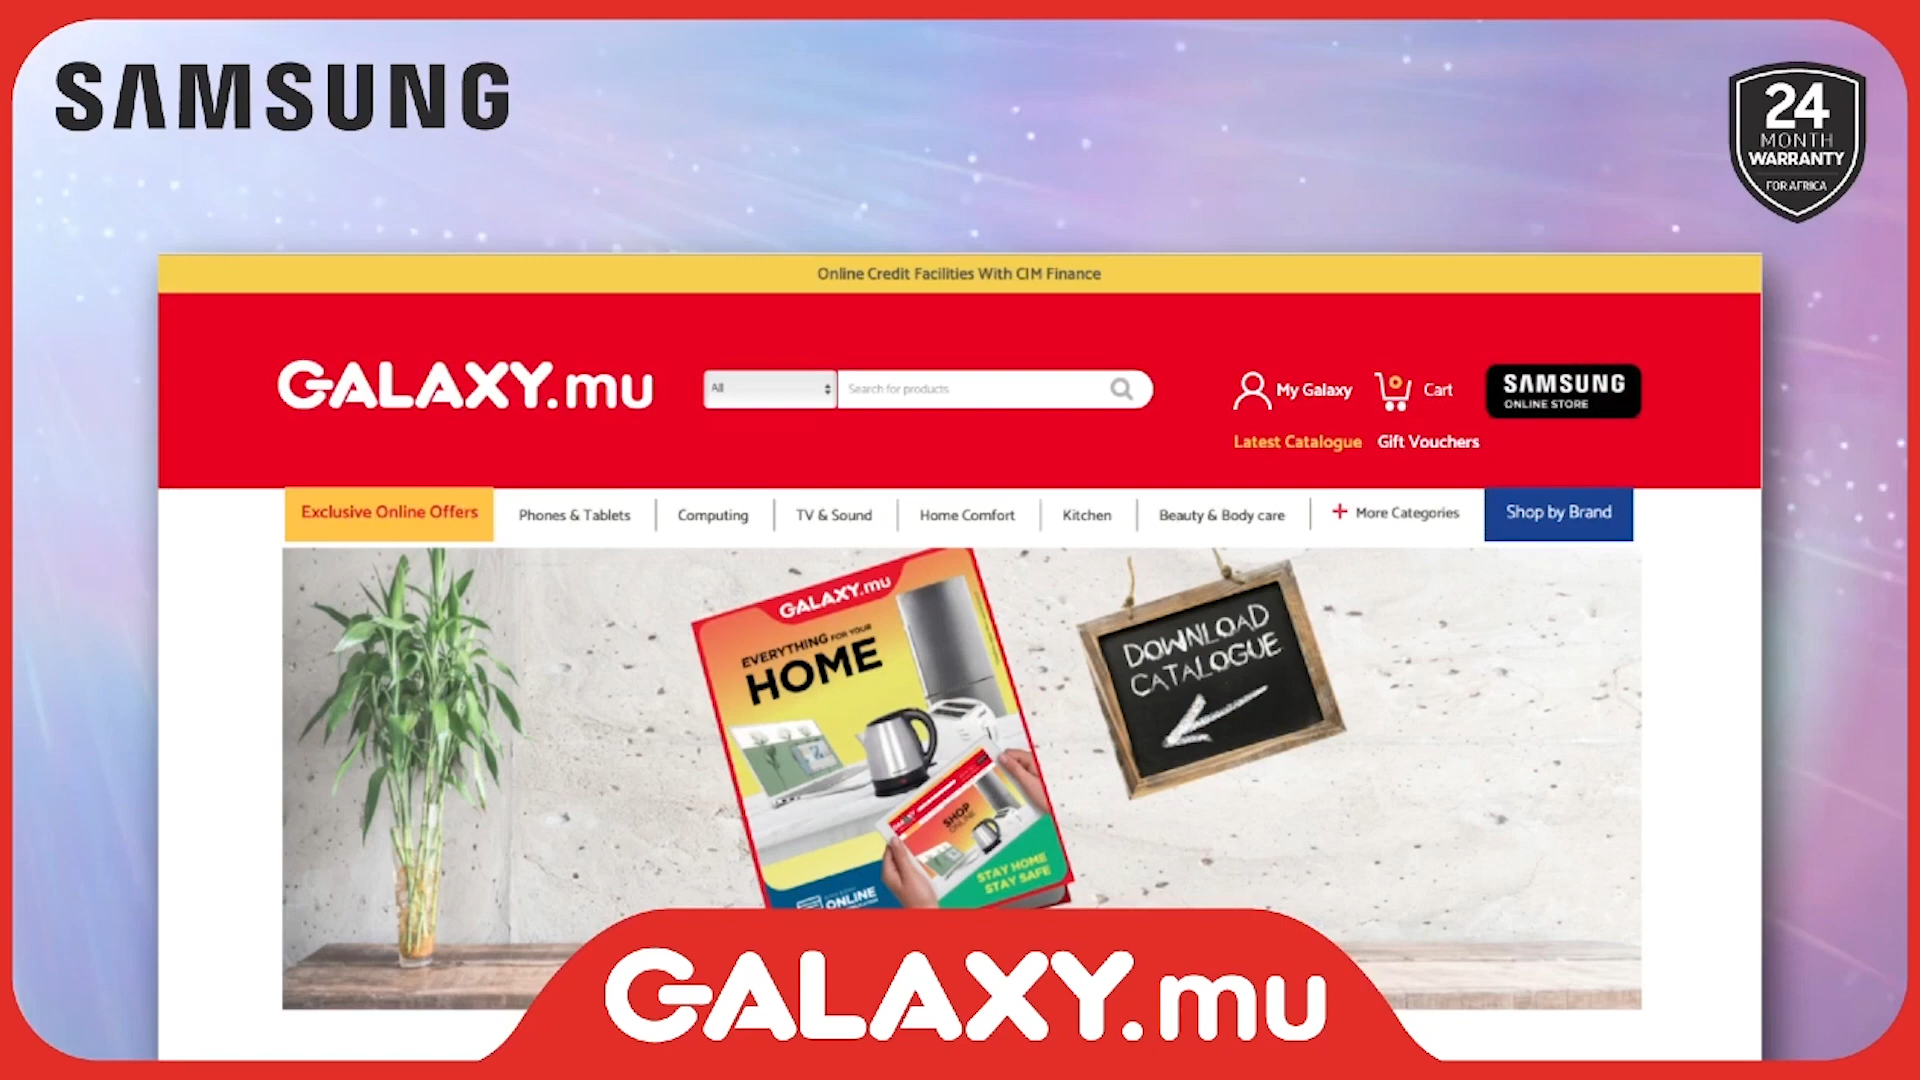 SAMSUNG
24
MONTH
WARRANTY
FOR AFRICA
Online Credit Facilities With CIM Finance
GALAXY.mu
All
Search for products
My Galaxy
0
Cart
SAMSUNG
ONLINE STORE
Latest Catalogue
Gift Vouchers
Exclusive Online Offers
Phones & Tablets
Computing
TV & Sound
Home Comfort
Kitchen
Beauty & Body care
+ More Categories
Shop by Brand
GALAXY.mu
EVERYTHING FOR YOUR
HOME
SHOP
ONLINE
STAY HOME
STAY SAFE
ONLINE
DOWNLOAD
CATALOGUE
GALAXY.mu